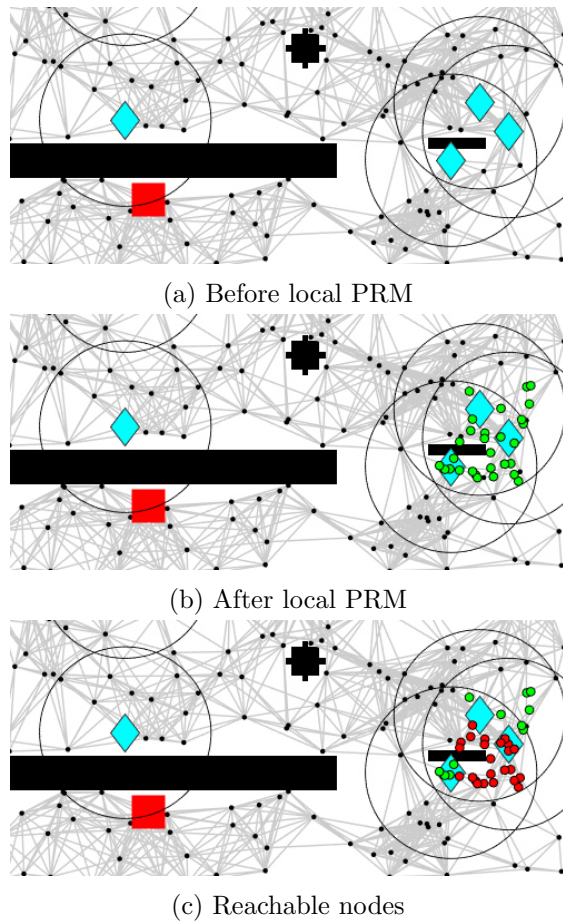 (a) Before local PRM
(b) After local PRM
(c) Reachable nodes